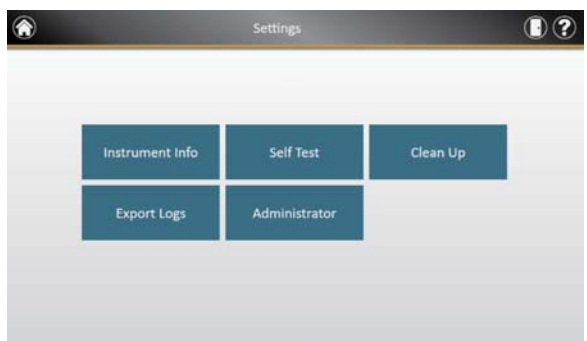 Settings
?
Instrument Info
Self Test
Clean Up
Export Logs
Administrator